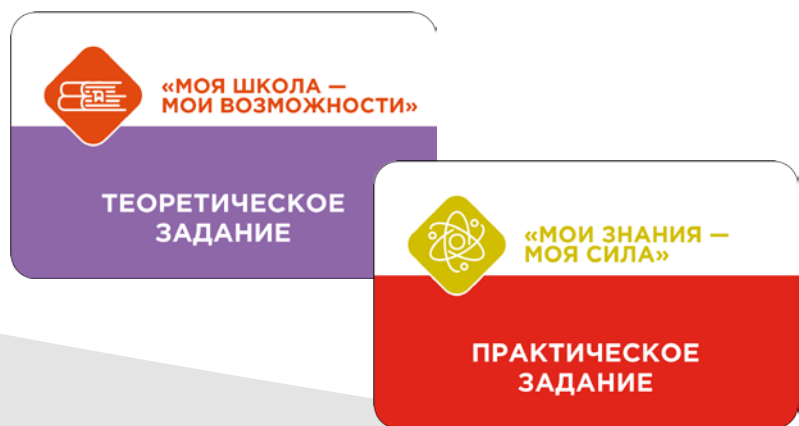 «МОЯ ШКОЛА —
МОИ ВОЗМОЖНОСТИ»
ТЕОРЕТИЧЕСКОЕ
ЗАДАНИЕ
«МОИ ЗНАНИЯ —
МОЯ СИЛА»
ПРАКТИЧЕСКОЕ
ЗАДАНИЕ